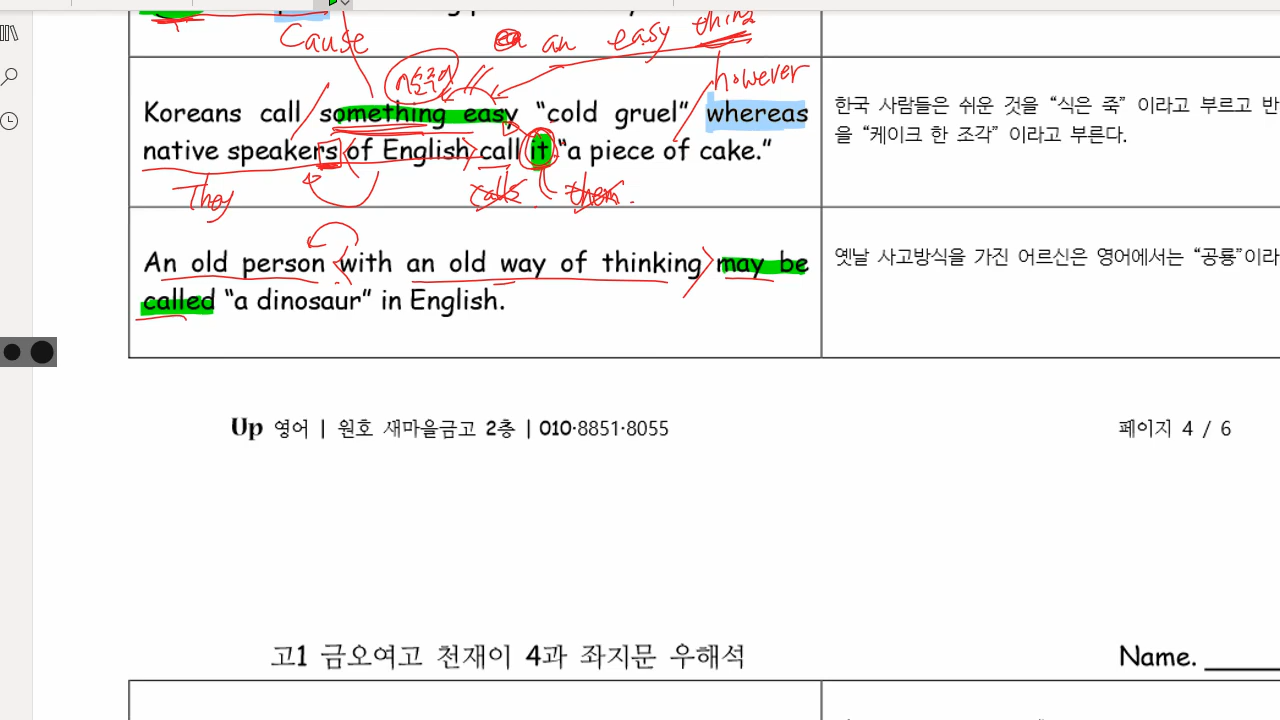 Cause
an easy thing
어순주의
however
Koreans call something easy “cold gruel” whereas
native speakers of English call it “a piece of cake.”
They
calls
them
한국 사람들은 쉬운 것을 “식은 죽” 이라고 부르고 반
을 “케이크 한 조각” 이라고 부른다.
An old person with an old way of thinking may be
called “a dinosaur” in English.
옛날 사고방식을 가진 어르신은 영어에서는 “공룡”이라
Up 영어 | 원호 새마을금고 2층 | 010·8851·8055
페이지 4 / 6
고1 금오여고 천재이 4과 좌지문 우해석
Name.